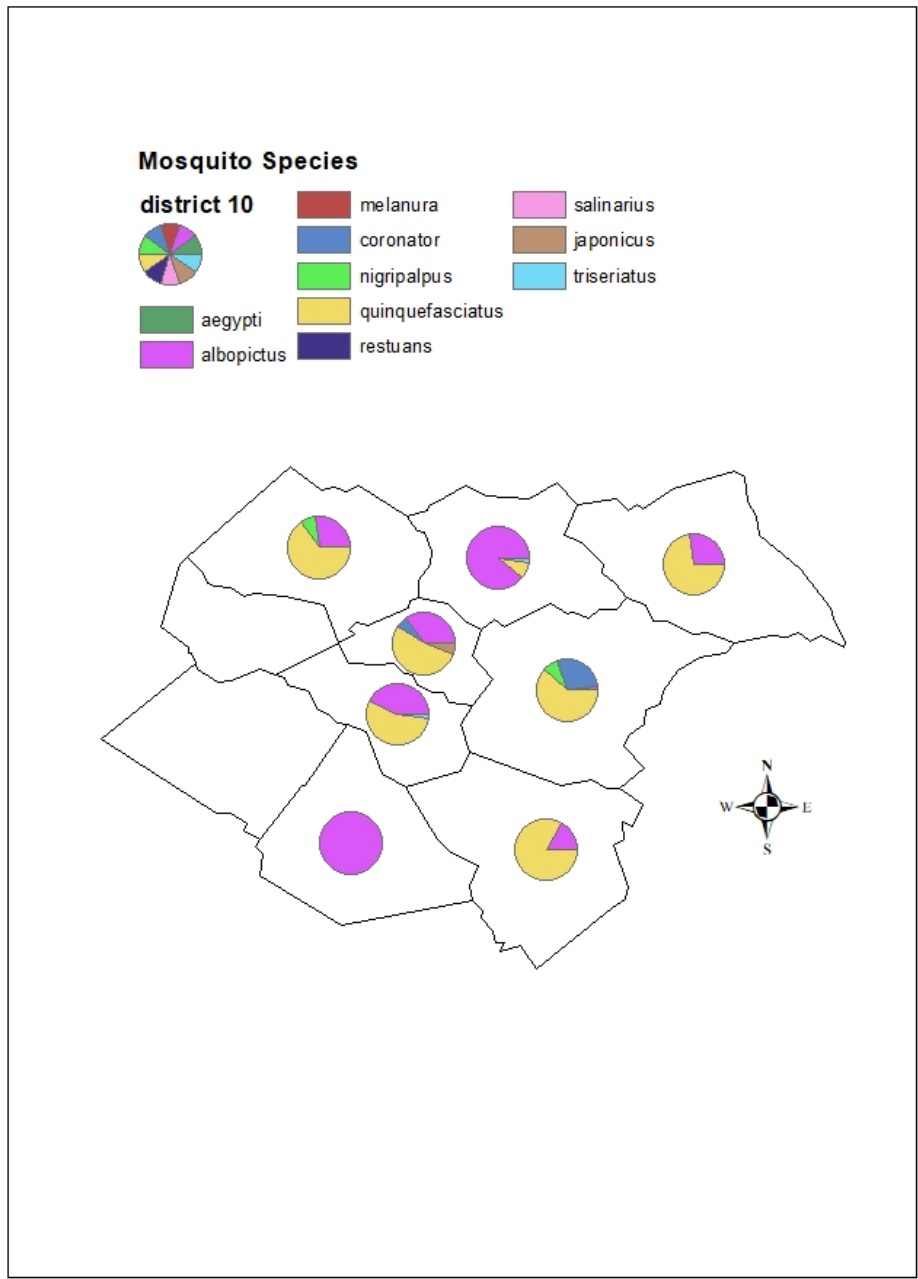 Mosquito Species
district 10
aegypti
albopictus
melanura
coronator
nigripalpus
quinquefasciatus
restuans
salinarius
japonicus
triseriatus
N
W E
S